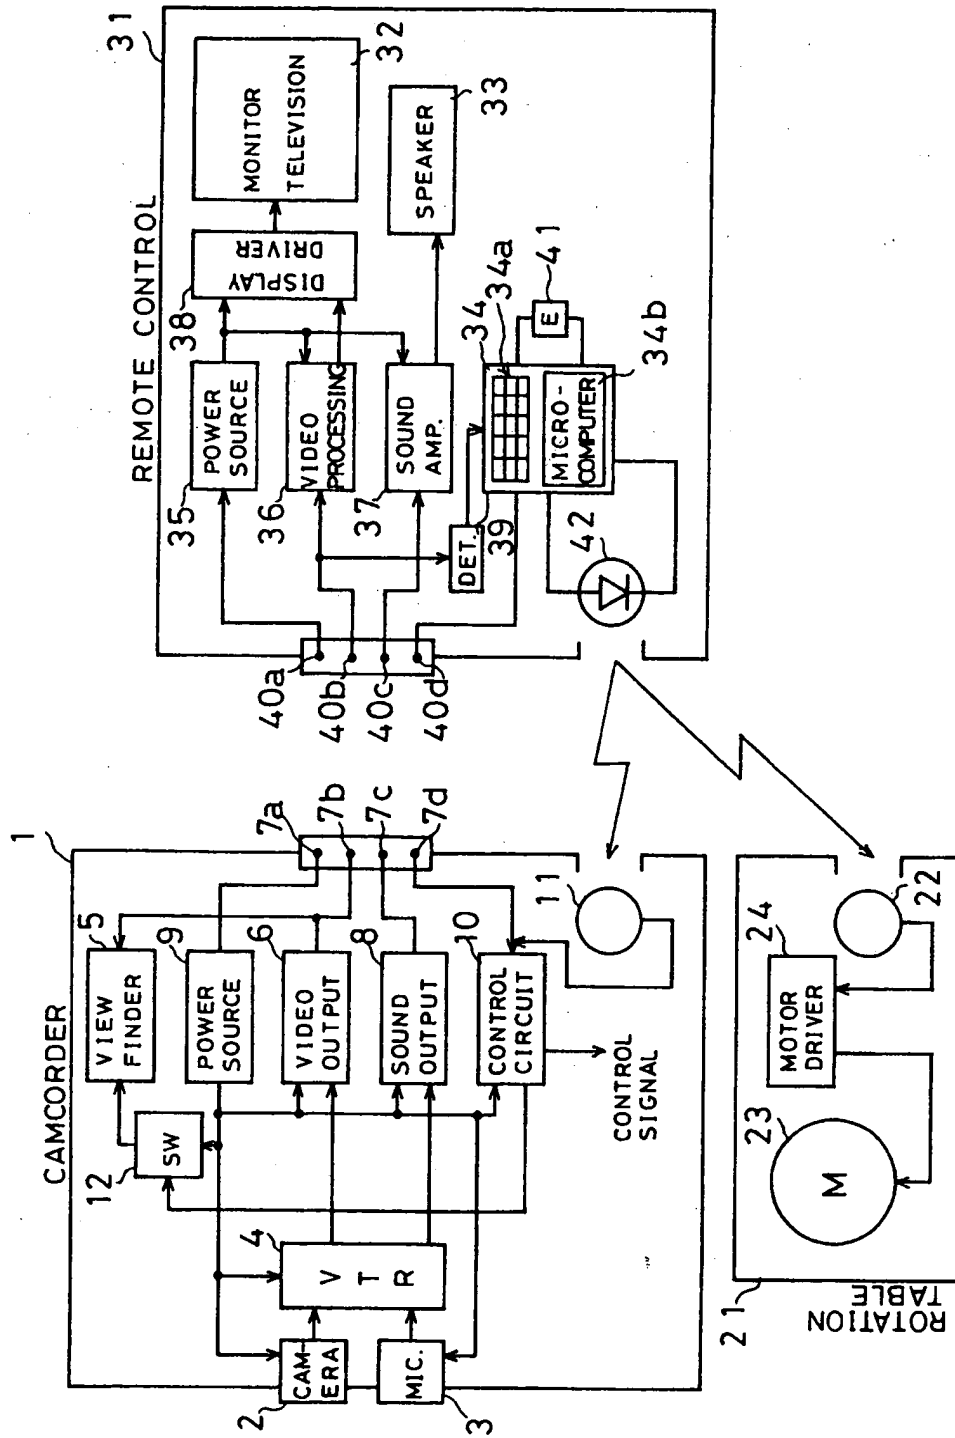 CAMCORDER
1
VIEW
FINDER
5
SW
12
POWER
SOURCE
9
VIDEO
OUTPUT
6
SOUND
OUTPUT
8
CONTROL
CIRCUIT
10
CONTROL
SIGNAL
VTR
4
CAM-
ERA
2
MIC.
3
7a
7b
7c
7d
11
ROTATION
TABLE
21
M
23
MOTOR
DRIVER
24
22
REMOTE CONTROL
31
MONITOR
TELEVISION
32
DISPLAY
DRIVER
38
SPEAKER
33
POWER
SOURCE
35
VIDEO
PROCESSING
36
SOUND
AMP.
37
DET.
39
34
34a
E
41
MICRO-
COMPUTER
34b
42
40a
40b
40c
40d